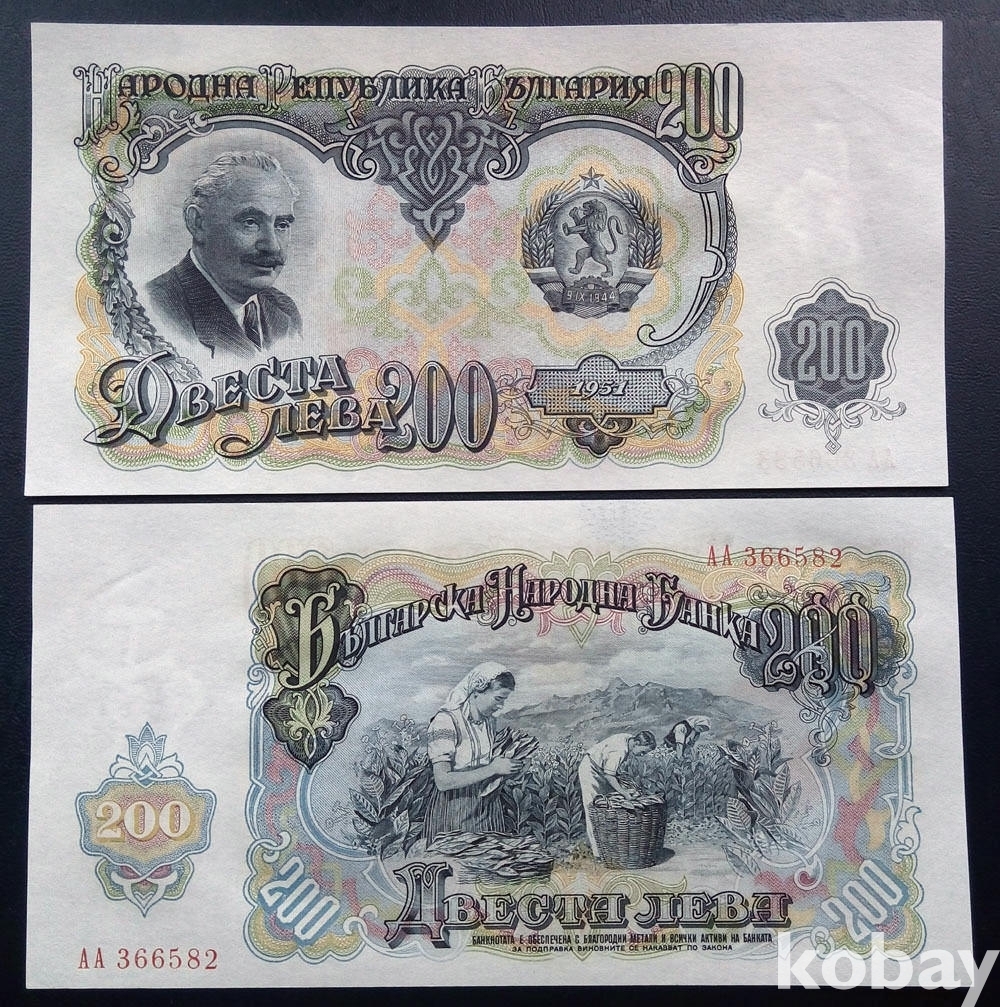 НАРОДНА РЕПУБЛИКА БЪЛГАРИЯ 200
9·IX·1944
ДВЕСТА
ЛЕВА 200
1951
200
АА 366582
БЪЛГАРСКА НАРОДНА БАНКА 200
200
ДВЕСТА ЛЕВА
200
200
БАНКНОТАТА Е ОБЕЗПЕЧЕНА С БЛАГОРОДНИ МЕТАЛИ И ВСИЧКИ АКТИВИ НА БАНКАТА
ЗА ПОДПРАВКА ВИНОВНИТЕ СЕ НАКАЗВАТ ПО ЗАКОНА
АА 366582
kobay